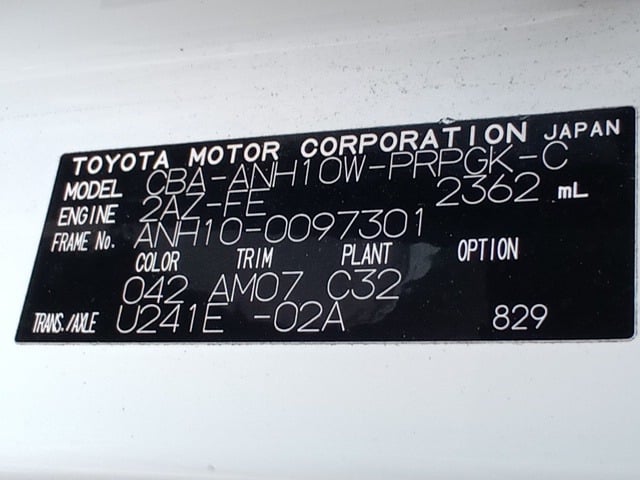 TOYOTA MOTOR CORPORATION JAPAN
MODEL CBA-ANH10W-PRPGK-C
ENGINE 2AZ-FE 2362 mL
FRAME No. ANH10-0097301
COLOR TRIM PLANT OPTION
042 AM07 C32
TRANS./AXLE U241E -02A 829